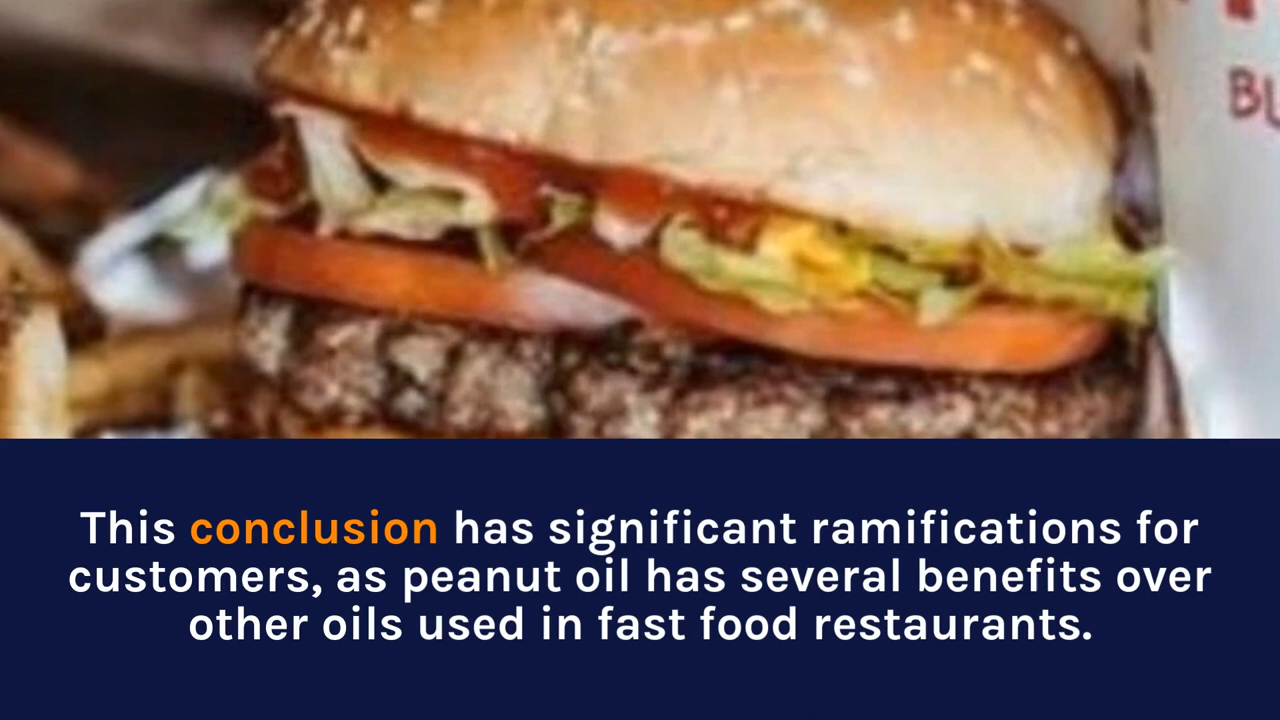 This conclusion has significant ramifications for
customers, as peanut oil has several benefits over
other oils used in fast food restaurants.